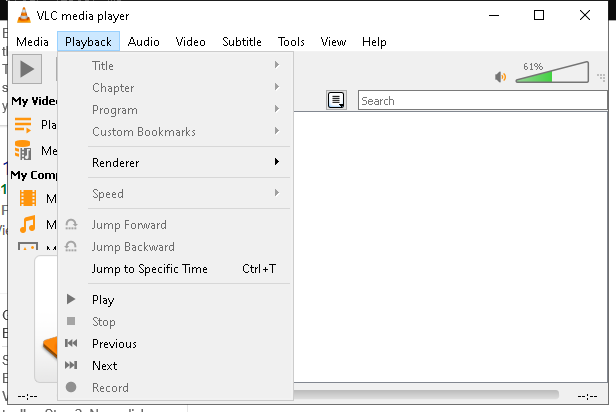 VLC media player
Media Playback Audio Video Subtitle Tools View Help
61%
Title
Chapter
Search
My Vide
Program
Pla
Custom Bookmarks
Me
Renderer
My Comp
Speed
M
Jump Forward
M
Jump Backward
Jump to Specific Time Ctrl+T
Play
Stop
Previous
Next
Record
--:-- --:--